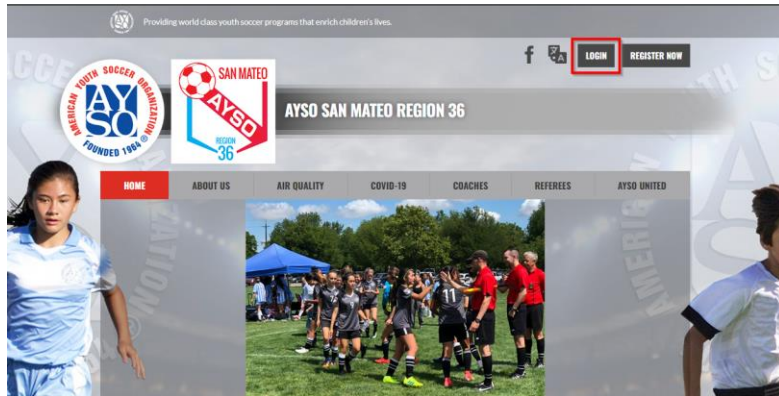 Providing world class youth soccer programs that enrich children's lives.
LOGIN
REGISTER NOW
AMERICAN YOUTH SOCCER ORGANIZATION
AYSO
FOUNDED 1964
®
SAN MATEO
AYSO
REGION
36
AYSO SAN MATEO REGION 36
HOME
ABOUT US
AIR QUALITY
COVID-19
COACHES
REFEREES
AYSO UNITED
11